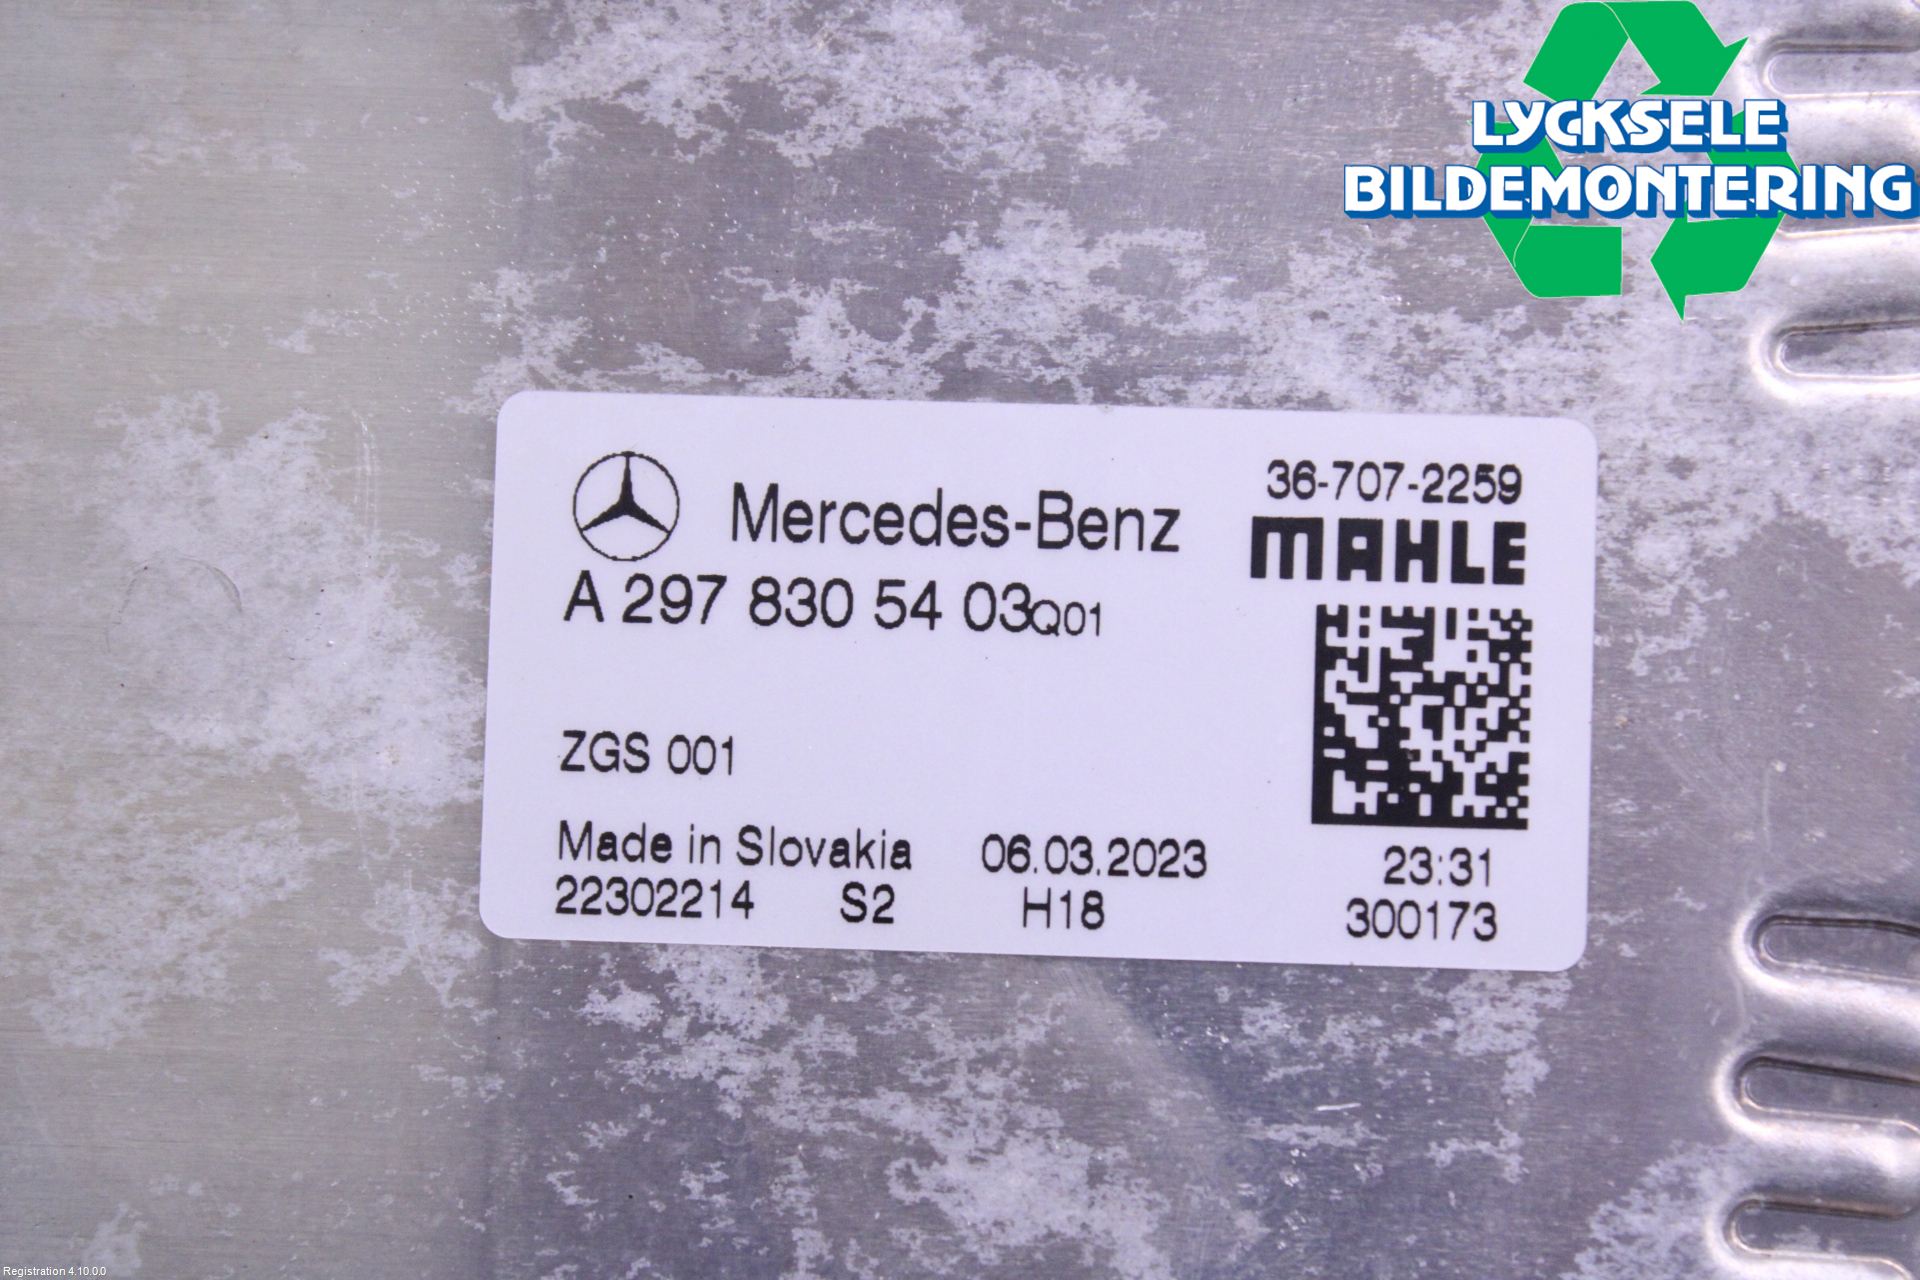 LYCKSELE
BILDEMONTERING
36-707-2259
Mercedes-Benz
MAHLE
A 297 830 54 03Q01
ZGS 001
Made in Slovakia 06.03.2023 23:31
22302214 S2 H18 300173
Registration 4.10.0.0